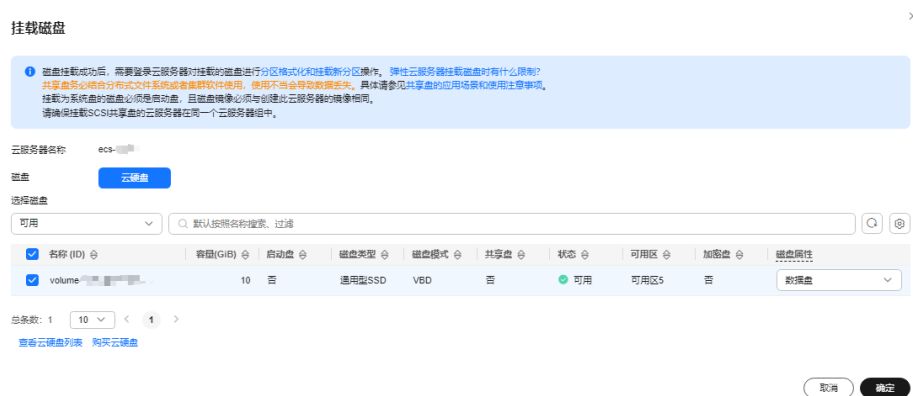 挂载磁盘
磁盘挂载成功后，需要登录云服务器对挂载的磁盘进行分区格式化和挂载新分区操作。 弹性云服务器挂载磁盘时有什么限制?
共享盘务必结合分布式文件系统或者集群软件使用，使用不当会导致数据丢失。具体请参见共享盘的应用场景和使用注意事项。
挂载为系统盘的磁盘必须是启动盘，且磁盘镜像必须与创建此云服务器的镜像相同。
请确保挂载SCSI共享盘的云服务器在同一个云服务器组中。
云服务器名称 ecs-
磁盘 云硬盘
选择磁盘
可用 默认按照名称搜索、过滤
名称 (ID) 容量(GiB) 启动盘 磁盘类型 磁盘模式 共享盘 状态 可用区 加密盘 磁盘属性
volume- 10 否 通用型SSD VBD 否 可用 可用区5 否 数据盘
总条数: 1 10 1
查看云硬盘列表 购买云硬盘
取消 确定